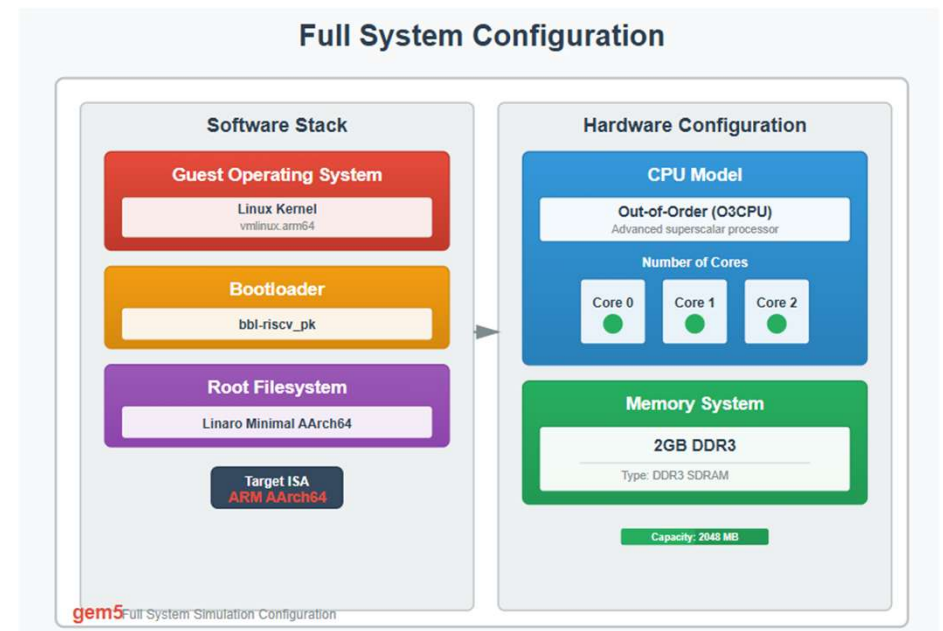 Full System Configuration
Software Stack
Guest Operating System
Linux Kernel
vmlinux.arm64
Bootloader
bbl-riscv_pk
Root Filesystem
Linaro Minimal AArch64
Target ISA
ARM AArch64
Hardware Configuration
CPU Model
Out-of-Order (O3CPU)
Advanced superscalar processor
Number of Cores
Core 0
Core 1
Core 2
Memory System
2GB DDR3
Type: DDR3 SDRAM
Capacity: 2048 MB
gem5 Full System Simulation Configuration